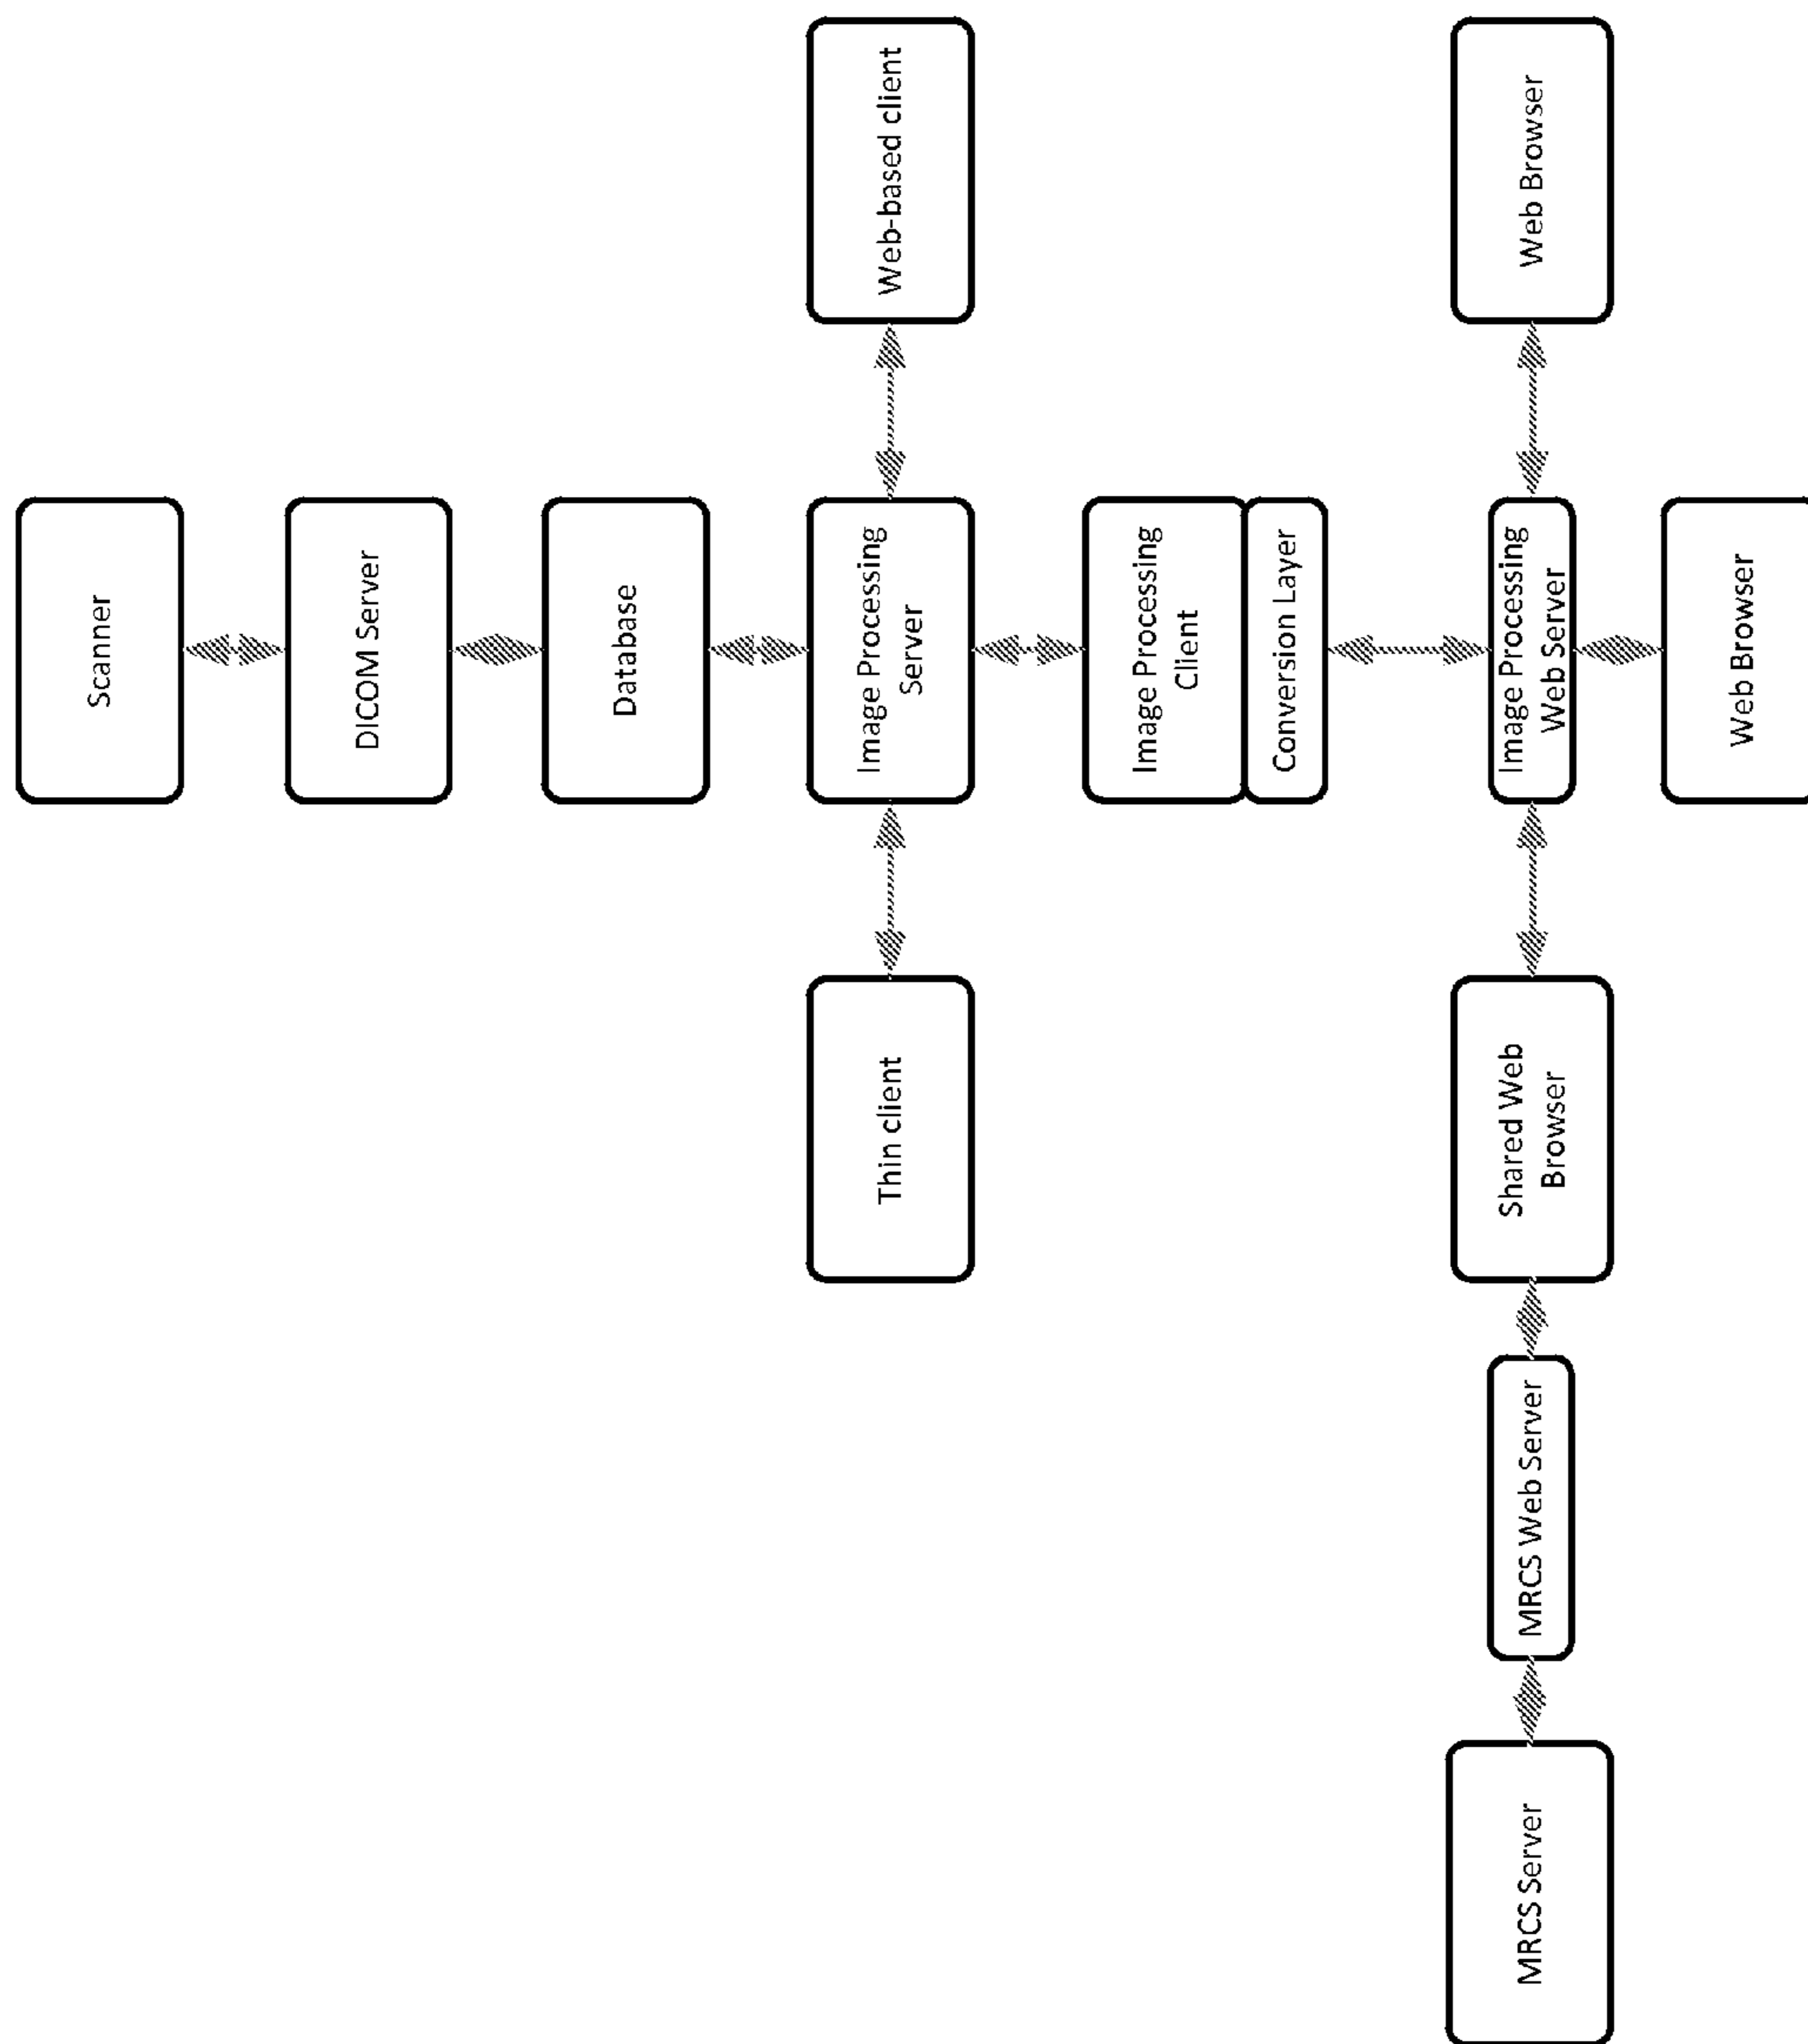 Scanner
DICOM Server
Database
Thin client
Image Processing
Server
Web-based client
Image Processing
Client
Conversion Layer
MRCS Server
MRCS Web Server
Shared Web
Browser
Image Processing
Web Server
Web Browser
Web Browser